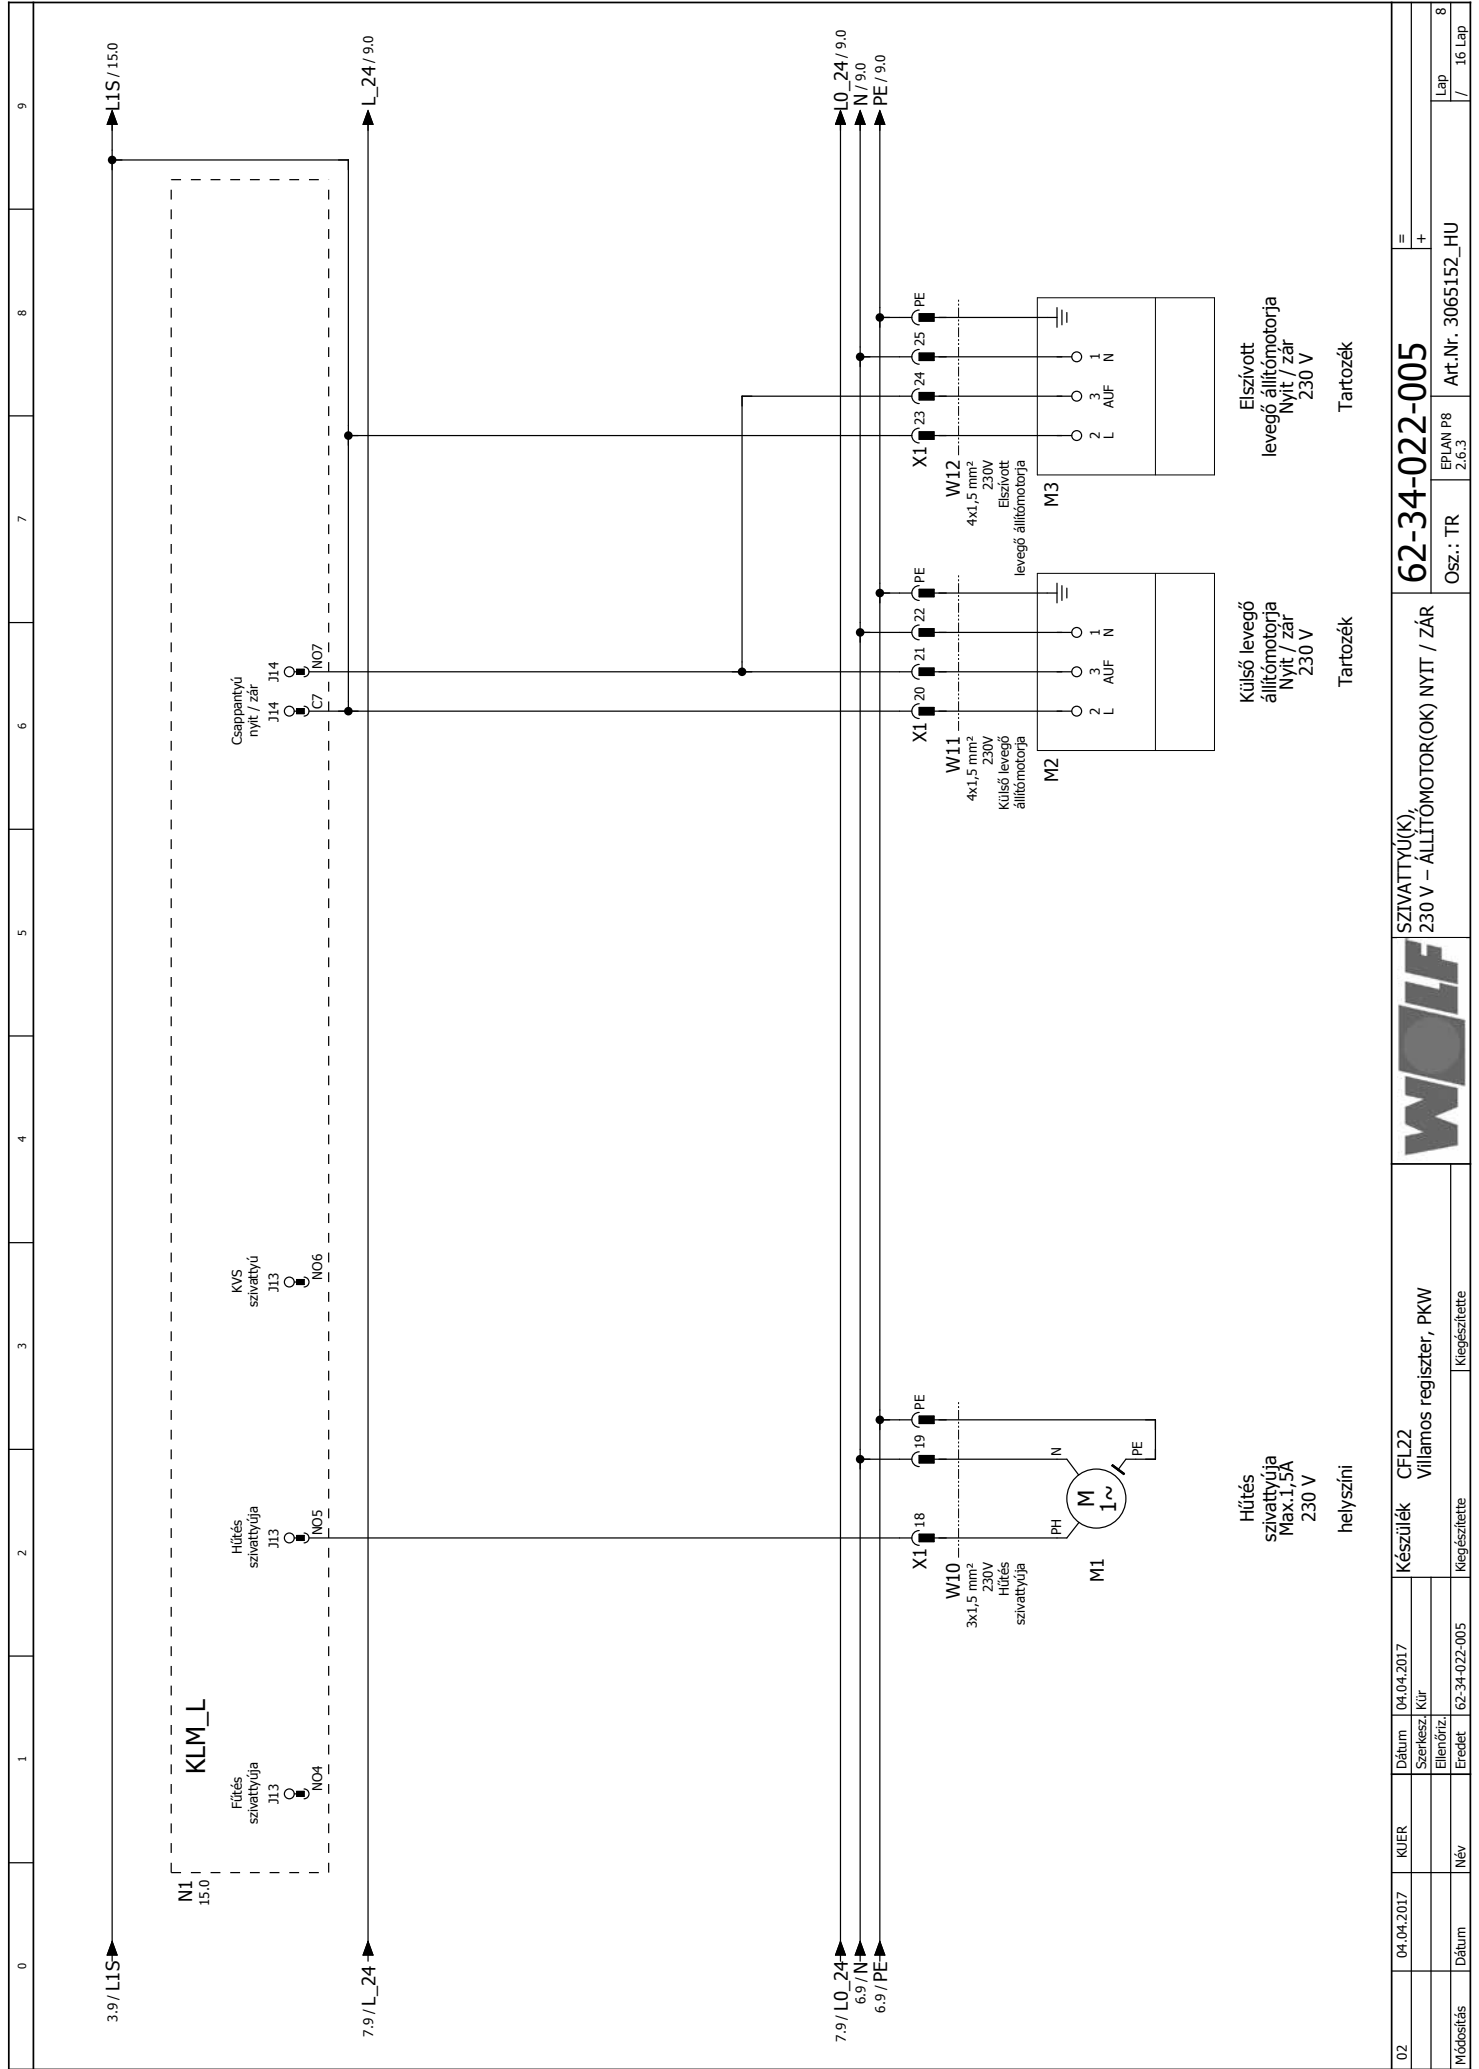 0 1 2 3 4 5 6 7 8 9
3.9 / L1S
L1S / 15.0
N1
15.0
KLM_L
Fűtés
szivattyúja
J13
NO4
Hűtés
szivattyúja
J13
NO5
KVS
szivattyú
J13
NO6
Csappantyú
nyit / zár
J14 J14
C7 NO7
7.9 / L_24
L_24 / 9.0
7.9 / L0_24
L0_24 / 9.0
6.9 / N
N / 9.0
6.9 / PE
PE / 9.0
X1 18 19 PE
W10
3x1,5 mm²
230V
Hűtés
szivattyúja
PH N
M
1~
PE
M1
Hűtés
szivattyúja
Max.1,5A
230 V
helyszíni
X1 20 21 22 PE
W11
4x1,5 mm²
230V
Külső levegő
állítómotorja
M2
2 3 1
L AUF N
Külső levegő
állítómotorja
Nyit / zár
230 V
Tartozék
X1 23 24 25 PE
W12
4x1,5 mm²
230V
Elszívott
levegő állítómotorja
M3
2 3 1
L AUF N
Elszívott
levegő állítómotorja
Nyit / zár
230 V
Tartozék
02 04.04.2017 KUER
Módosítás Dátum Név
Dátum 04.04.2017
Szerkesz. Kür
Ellenőriz.
Eredet 62-34-022-005
Készülék CFL22
Villamos regiszter, PKW
Kiegészítette Kiegészítette
WOLF
SZIVATTYÚ(K),
230 V – ÁLLÍTÓMOTOR(OK) NYIT / ZÁR
62-34-022-005
=
+
Osz.: TR
EPLAN P8
2.6.3
Art.Nr. 3065152_HU
Lap 8
/ 16 Lap